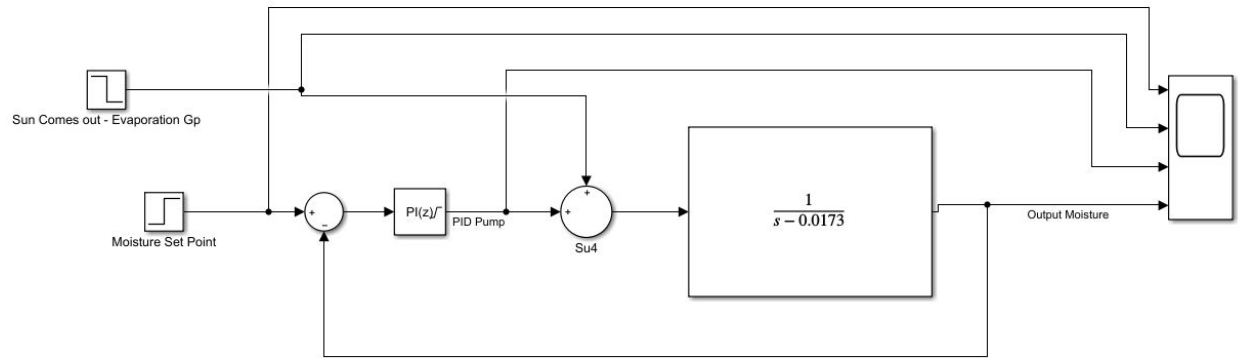 Sun Comes out - Evaporation Gp
Moisture Set Point
+
−
PI(z)
PID Pump
+
+
Su4
1
s − 0.0173
Output Moisture